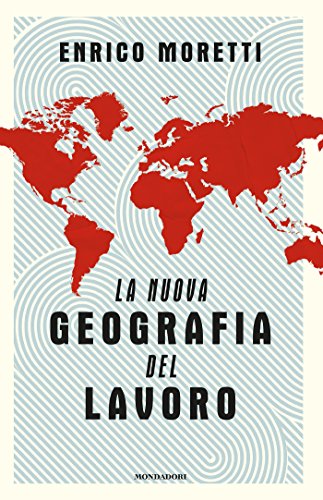 ENRICO MORETTI
LA NUOVA
GEOGRAFIA
DEL
LAVORO
MONDADORI